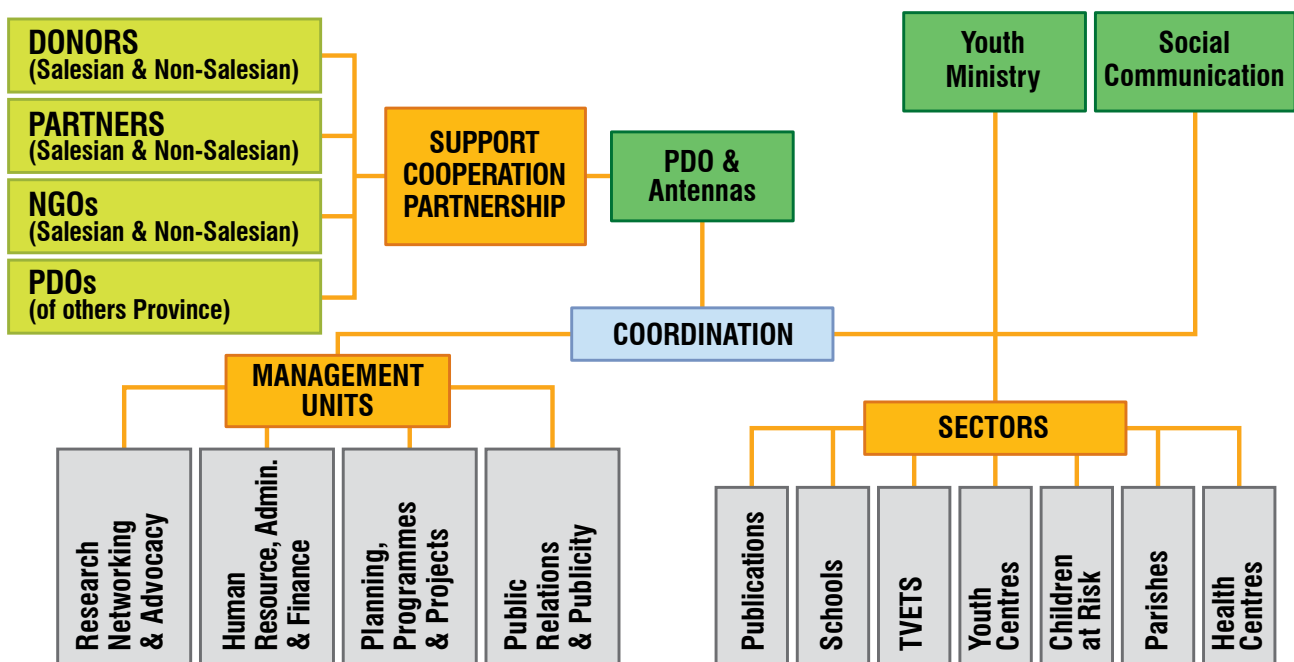 DONORS
(Salesian & Non-Salesian)
PARTNERS
(Salesian & Non-Salesian)
NGOs
(Salesian & Non-Salesian)
PDOs
(of others Province)
SUPPORT
COOPERATION
PARTNERSHIP
PDO &
Antennas
Youth
Ministry
Social
Communication
COORDINATION
MANAGEMENT
UNITS
SECTORS
Research
Networking
& Advocacy
Human
Resource, Admin.
& Finance
Planning,
Programmes
& Projects
Public
Relations
& Publicity
Publications
Schools
TVETS
Youth
Centres
Children
at Risk
Parishes
Health
Centres